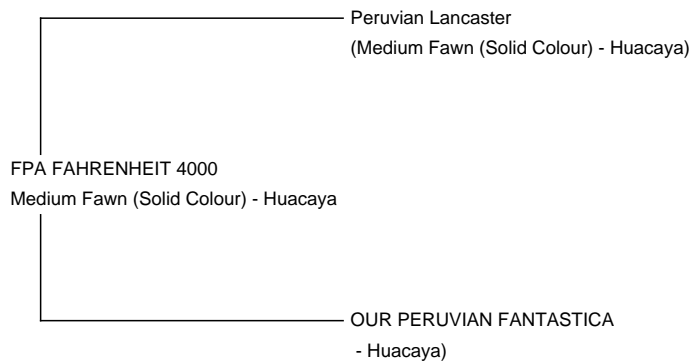 Peruvian Lancaster
(Medium Fawn (Solid Colour) - Huacaya)
FPA FAHRENHEIT 4000
Medium Fawn (Solid Colour) - Huacaya
OUR PERUVIAN FANTASTICA
- Huacaya)